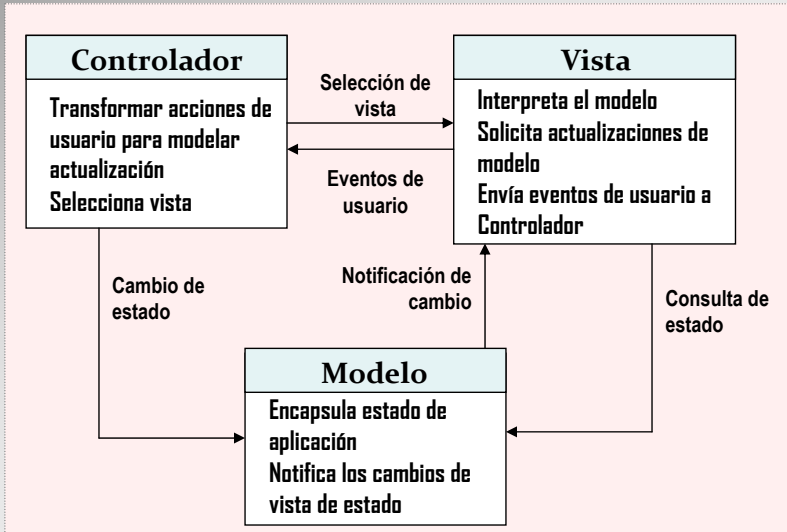 Controlador
Transformar acciones de
usuario para modelar
actualización
Selecciona vista
Selección de
vista
Eventos de
usuario
Vista
Interpreta el modelo
Solicita actualizaciones de
modelo
Envía eventos de usuario a
Controlador
Cambio de
estado
Notificación de
cambio
Consulta de
estado
Modelo
Encapsula estado de
aplicación
Notifica los cambios de
vista de estado